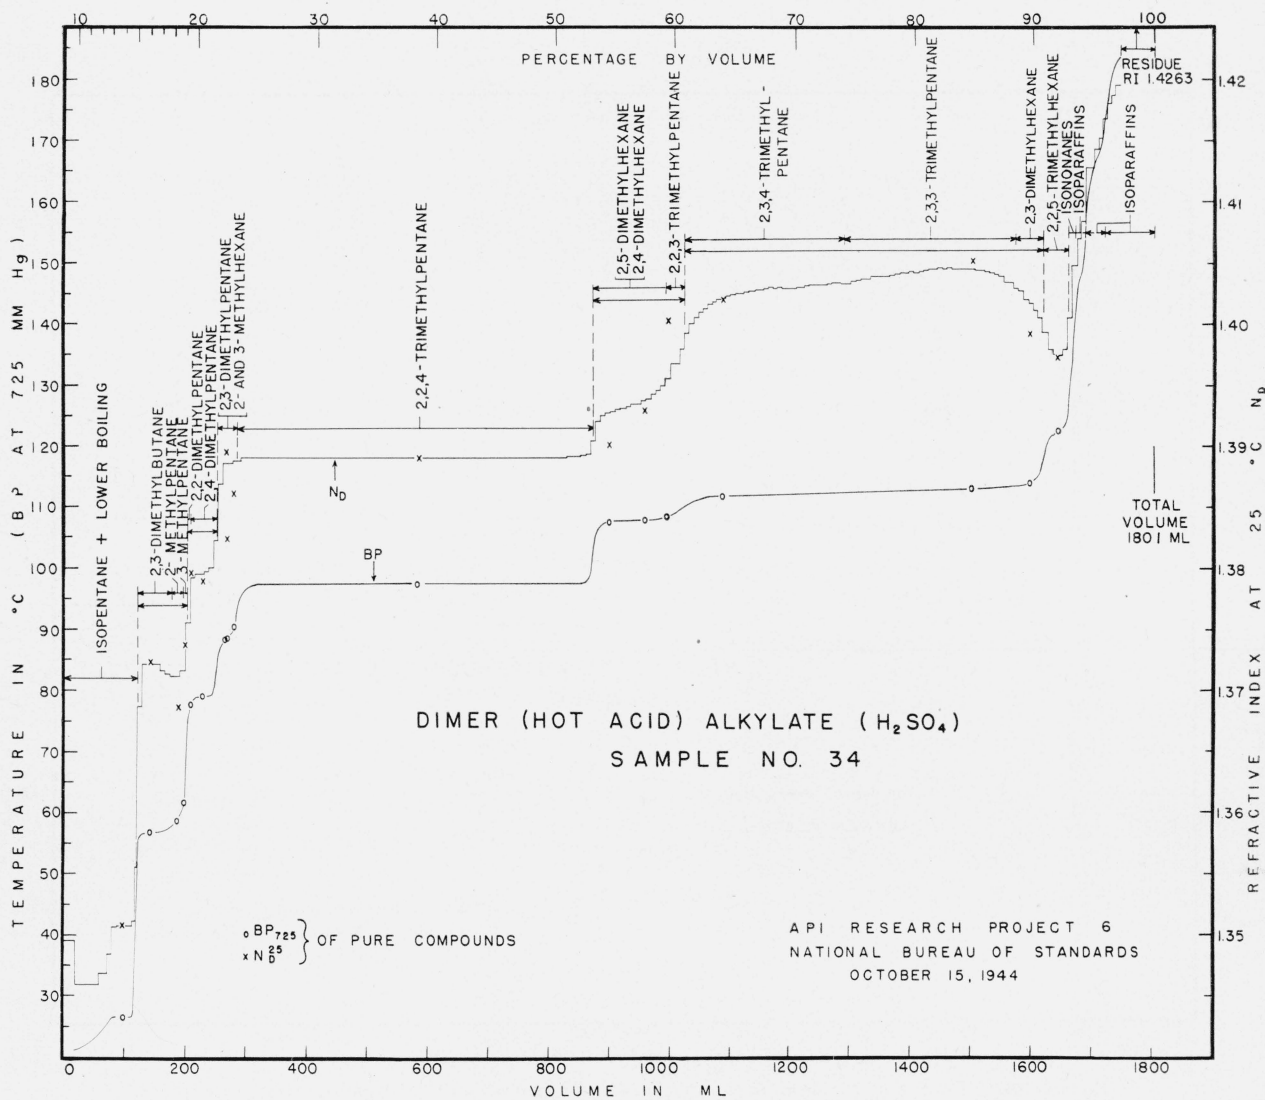 10 20 30 40 50 60 70 80 90 100
PERCENTAGE BY VOLUME
RESIDUE
RI 1.4263
ISOPENTANE + LOWER BOILING
2,3-DIMETHYLBUTANE
2-METHYLPENTANE
3-METHYLPENTANE
2,2-DIMETHYLPENTANE
2,4-DIMETHYLPENTANE
2,3-DIMETHYLPENTANE
2- AND 3-METHYLHEXANE
2,2,4-TRIMETHYLPENTANE
2,5-DIMETHYLHEXANE
2,4-DIMETHYLHEXANE
2,2,3-TRIMETHYLPENTANE
2,3,4-TRIMETHYL-
PENTANE
2,3,3-TRIMETHYLPENTANE
2,3-DIMETHYLHEXANE
2,2,5-TRIMETHYLHEXANE
ISONONANES
ISOPARAFFINS
ISOPARAFFINS
TEMPERATURE IN °C (BP AT 725 MM Hg)
180
170
160
150
140
130
120
110
100
90
80
70
60
50
40
30
1.42
1.41
1.40
1.39
1.38
1.37
1.36
1.35
REFRACTIVE INDEX AT 25 °C N_D
N_D
BP
TOTAL
VOLUME
1801 ML
DIMER (HOT ACID) ALKYLATE (H₂SO₄)
SAMPLE NO. 34
o BP₇₂₅
x N_D^25
} OF PURE COMPOUNDS
API RESEARCH PROJECT 6
NATIONAL BUREAU OF STANDARDS
OCTOBER 15, 1944
0 200 400 600 800 1000 1200 1400 1600 1800
VOLUME IN ML